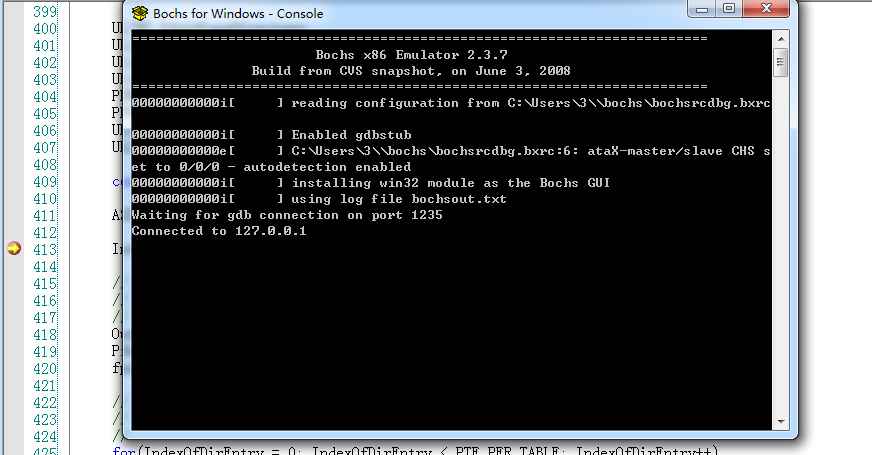 Bochs for Windows - Console
399
400
401
402
403
404
405
406
407
408
409
410
411
412
413
414
415
416
417
418
419
420
421
422
423
424
425
========================================================================
Bochs x86 Emulator 2.3.7
Build from CVS snapshot, on June 3, 2008
========================================================================
00000000000i[     ] reading configuration from C:\Users\3\\bochs\bochsrcdbg.bxrc
00000000000i[     ] Enabled gdbstub
00000000000e[     ] C:\Users\3\\bochs\bochsrcdbg.bxrc:6: ataX-master/slave CHS s
et to 0/0/0 - autodetection enabled
00000000000i[     ] installing win32 module as the Bochs GUI
00000000000i[     ] using log file bochsout.txt
Waiting for gdb connection on port 1235
Connected to 127.0.0.1
for(IndexOfDirEntry = 0; IndexOfDirEntry < PTE_PER_TABLE; IndexOfDirEntry++)